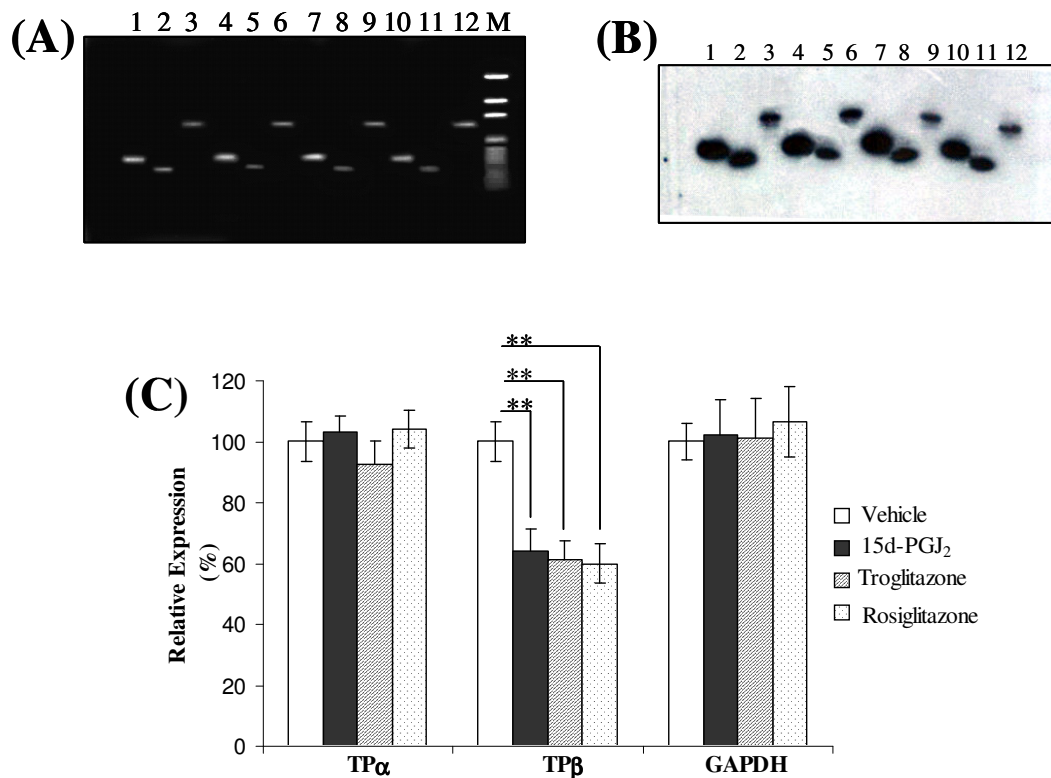 (A)
1 2 3 4 5 6 7 8 9 10 11 12 M
(B)
1 2 3 4 5 6 7 8 9 10 11 12
(C)
Relative Expression
(%)
120
100
80
60
40
20
0
**
**
**
TPα
TPβ
GAPDH
Vehicle
15d-PGJ₂
Troglitazone
Rosiglitazone